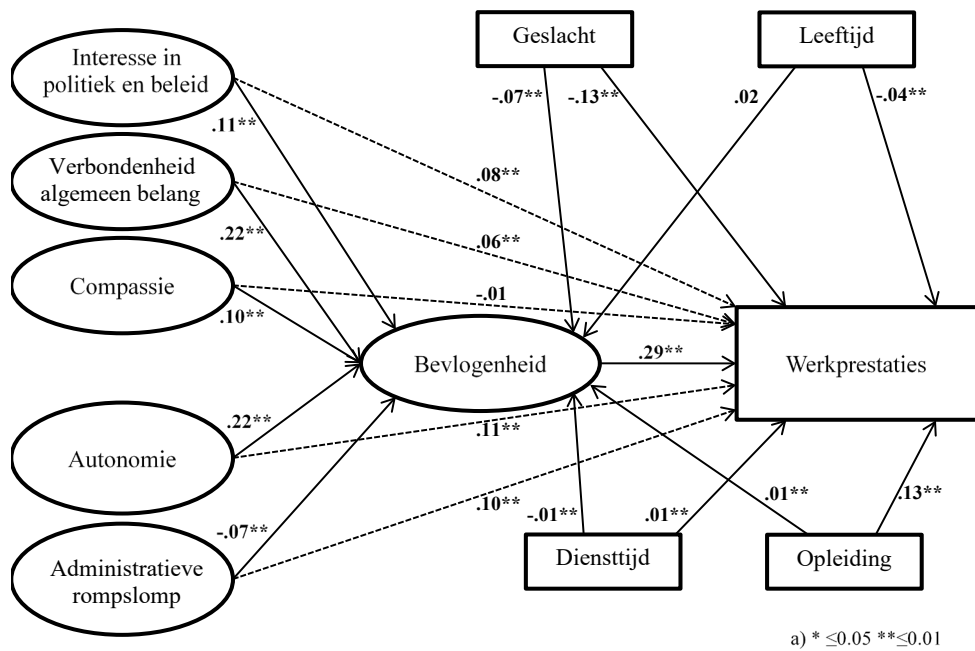 Interesse in
politiek en beleid
Geslacht
Leeftijd
-.07**
-.13**
.02
-.04**
.11**
Verbondenheid
algemeen belang
.08**
.22**
.06**
Compassie
-.01
.10**
Bevlogenheid
.29**
Werkprestaties
.22**
.11**
Autonomie
.10**
-.01**
.01**
.01**
.13**
-.07**
Administratieve
rompslomp
Diensttijd
Opleiding
a) * ≤0.05 **≤0.01